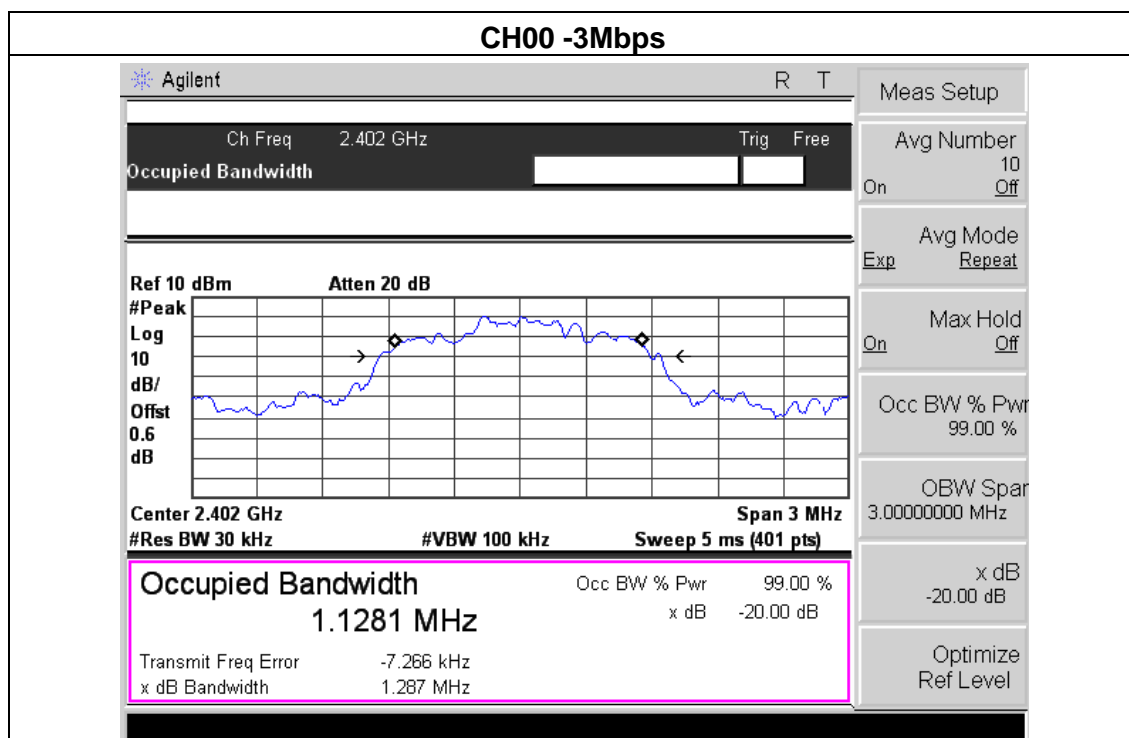 CH00 -3Mbps
Agilent R T
Ch Freq 2.402 GHz Trig Free
Occupied Bandwidth
Ref 10 dBm Atten 20 dB
#Peak
Log
10
dB/
Offst
0.6
dB
Center 2.402 GHz Span 3 MHz
#Res BW 30 kHz #VBW 100 kHz Sweep 5 ms (401 pts)
Occupied Bandwidth Occ BW % Pwr 99.00 %
1.1281 MHz x dB -20.00 dB
Transmit Freq Error -7.266 kHz
x dB Bandwidth 1.287 MHz
Meas Setup
Avg Number
10
On Off
Avg Mode
Exp Repeat
Max Hold
On Off
Occ BW % Pwr
99.00 %
OBW Span
3.00000000 MHz
x dB
-20.00 dB
Optimize
Ref Level